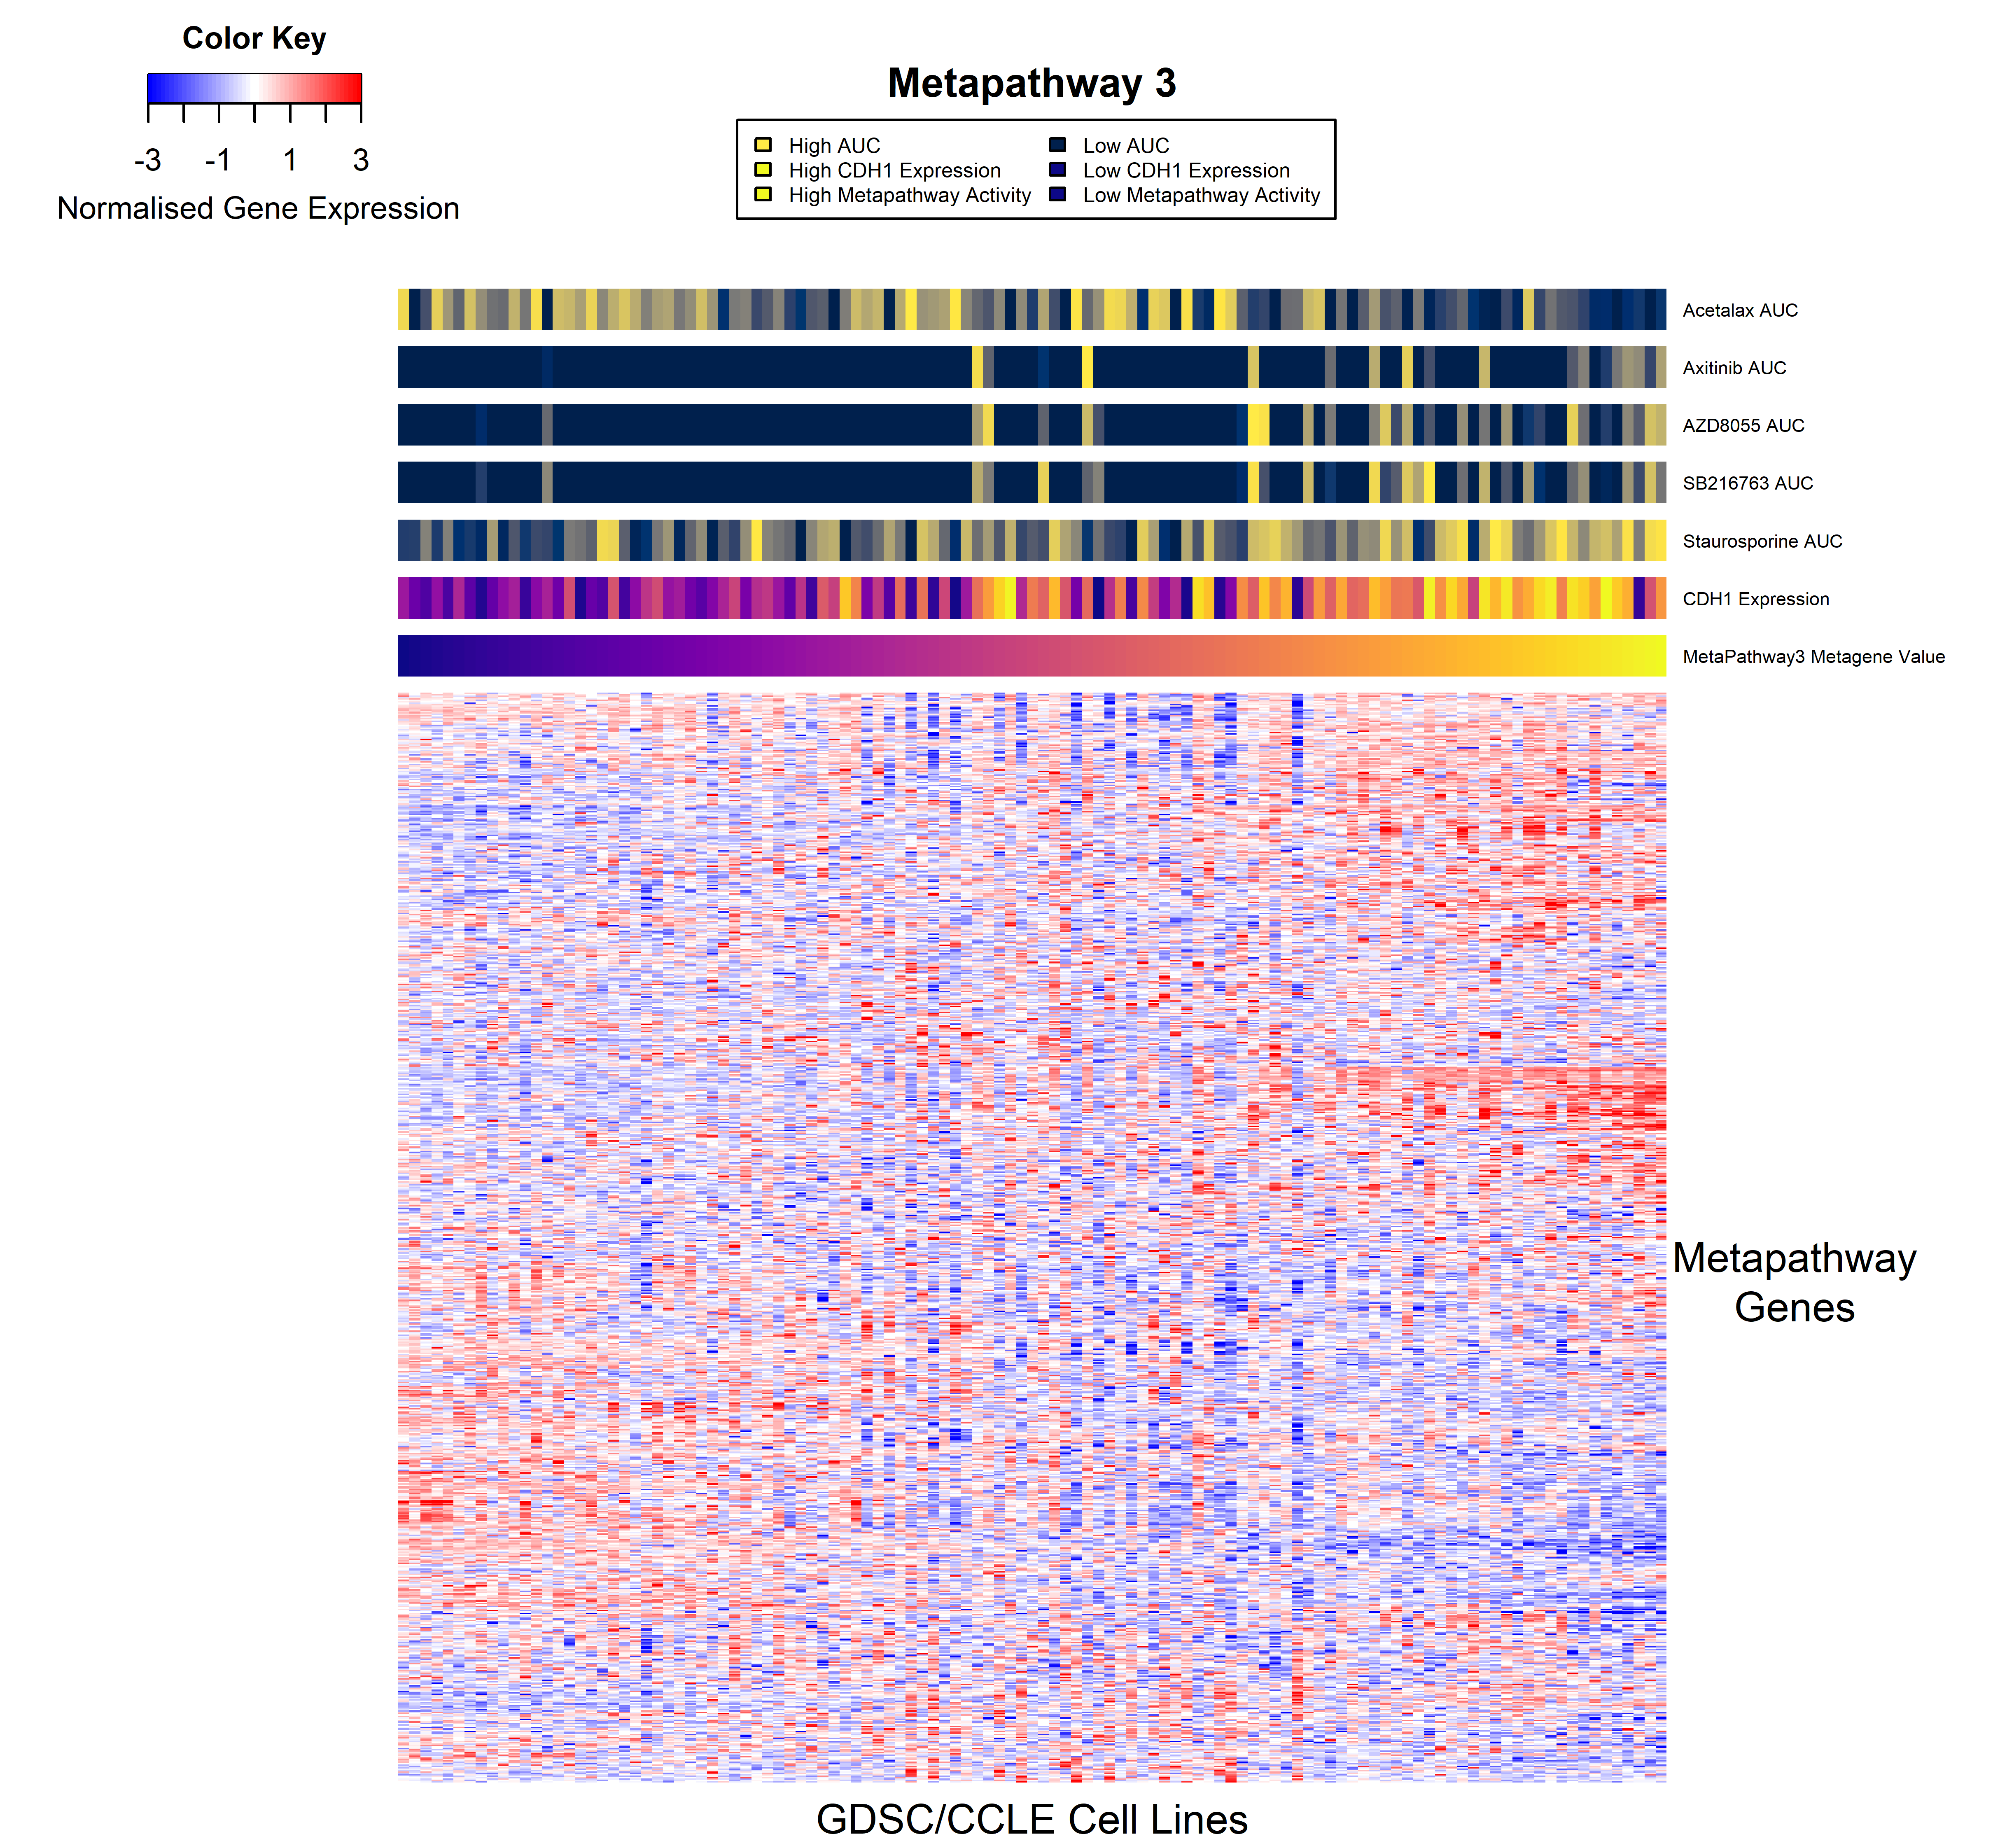 Color Key
-3 -1 1 3
Normalised Gene Expression
Metapathway 3
High AUC Low AUC
High CDH1 Expression Low CDH1 Expression
High Metapathway Activity Low Metapathway Activity
Acetalax AUC
Axitinib AUC
AZD8055 AUC
SB216763 AUC
Staurosporine AUC
CDH1 Expression
MetaPathway3 Metagene Value
Metapathway
Genes
GDSC/CCLE Cell Lines